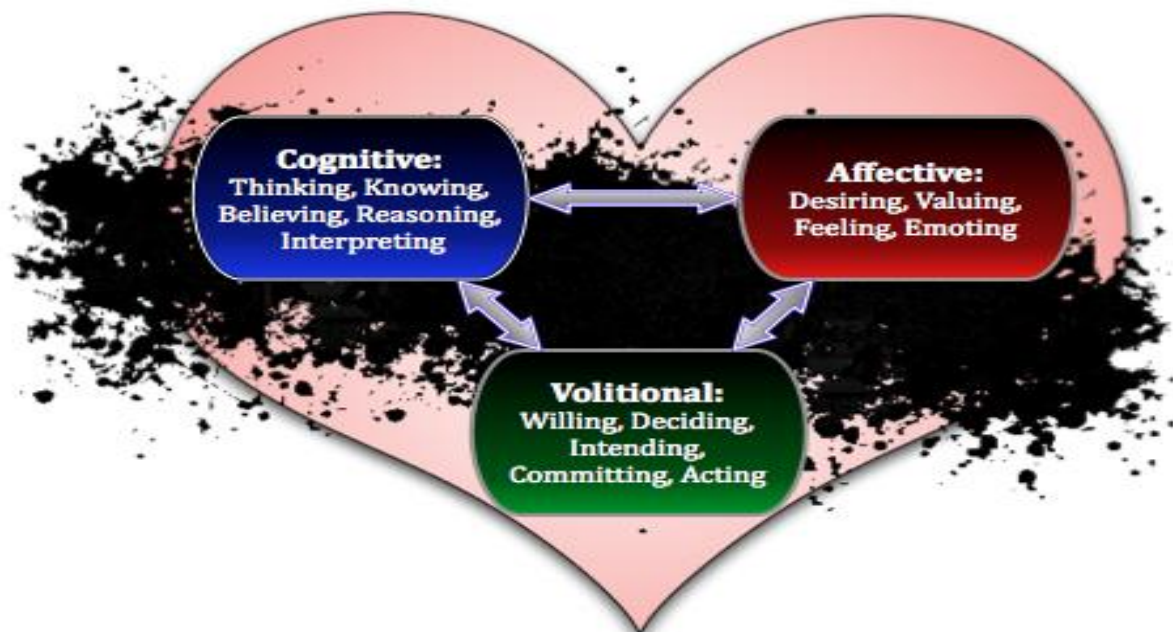 Cognitive:
Thinking, Knowing,
Believing, Reasoning,
Interpreting
Affective:
Desiring, Valuing,
Feeling, Emoting
Volitional:
Willing, Deciding,
Intending,
Committing, Acting